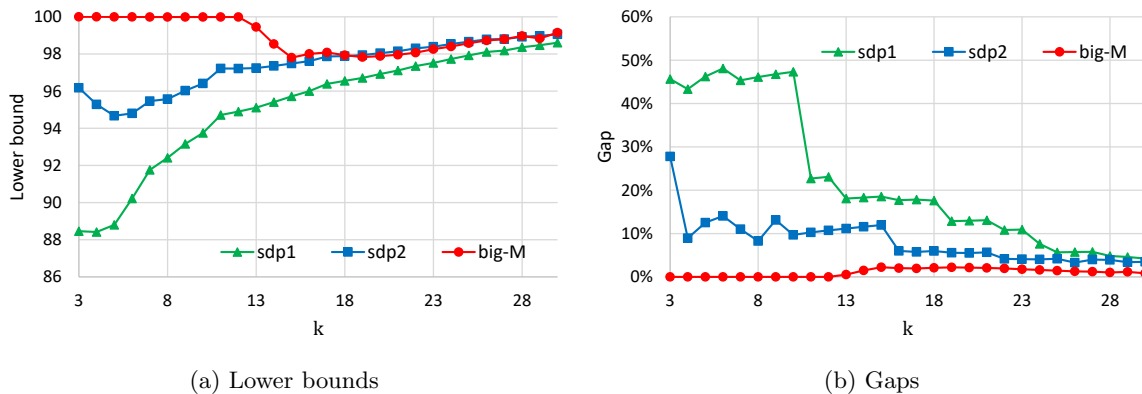 100
98
96
94
92
90
88
86
Lower bound
sdp1 sdp2 big-M
3 8 13 18 23 28
k
(a) Lower bounds
60%
50%
40%
30%
20%
10%
0%
Gap
sdp1 sdp2 big-M
3 8 13 18 23 28
k
(b) Gaps